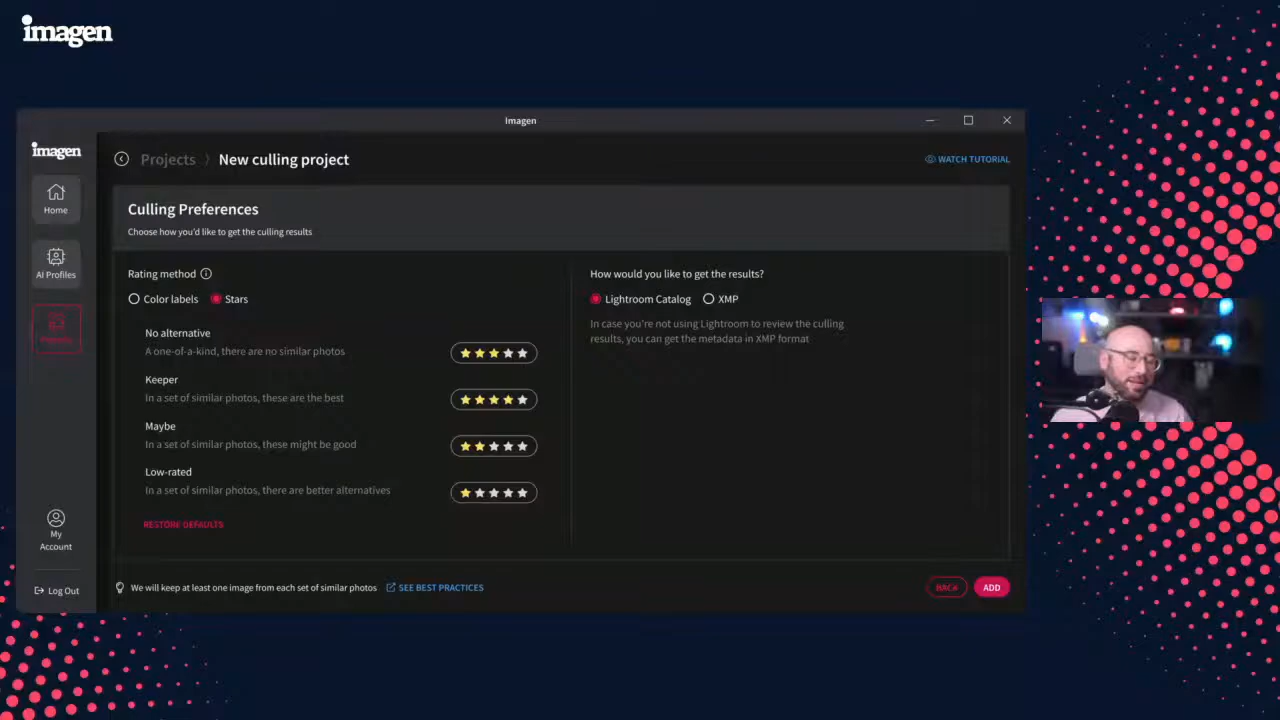 imagen
Imagen
imagen
Projects
New culling project
WATCH TUTORIAL
Home
AI Profiles
Projects
My
Account
Log Out
Culling Preferences
Choose how you'd like to get the culling results
Rating method
Color labels
Stars
No alternative
A one-of-a-kind, there are no similar photos
Keeper
In a set of similar photos, these are the best
Maybe
In a set of similar photos, these might be good
Low-rated
In a set of similar photos, there are better alternatives
RESTORE DEFAULTS
How would you like to get the results?
Lightroom Catalog
XMP
In case you're not using Lightroom to review the culling
results, you can get the metadata in XMP format
We will keep at least one image from each set of similar photos
SEE BEST PRACTICES
BACK
ADD